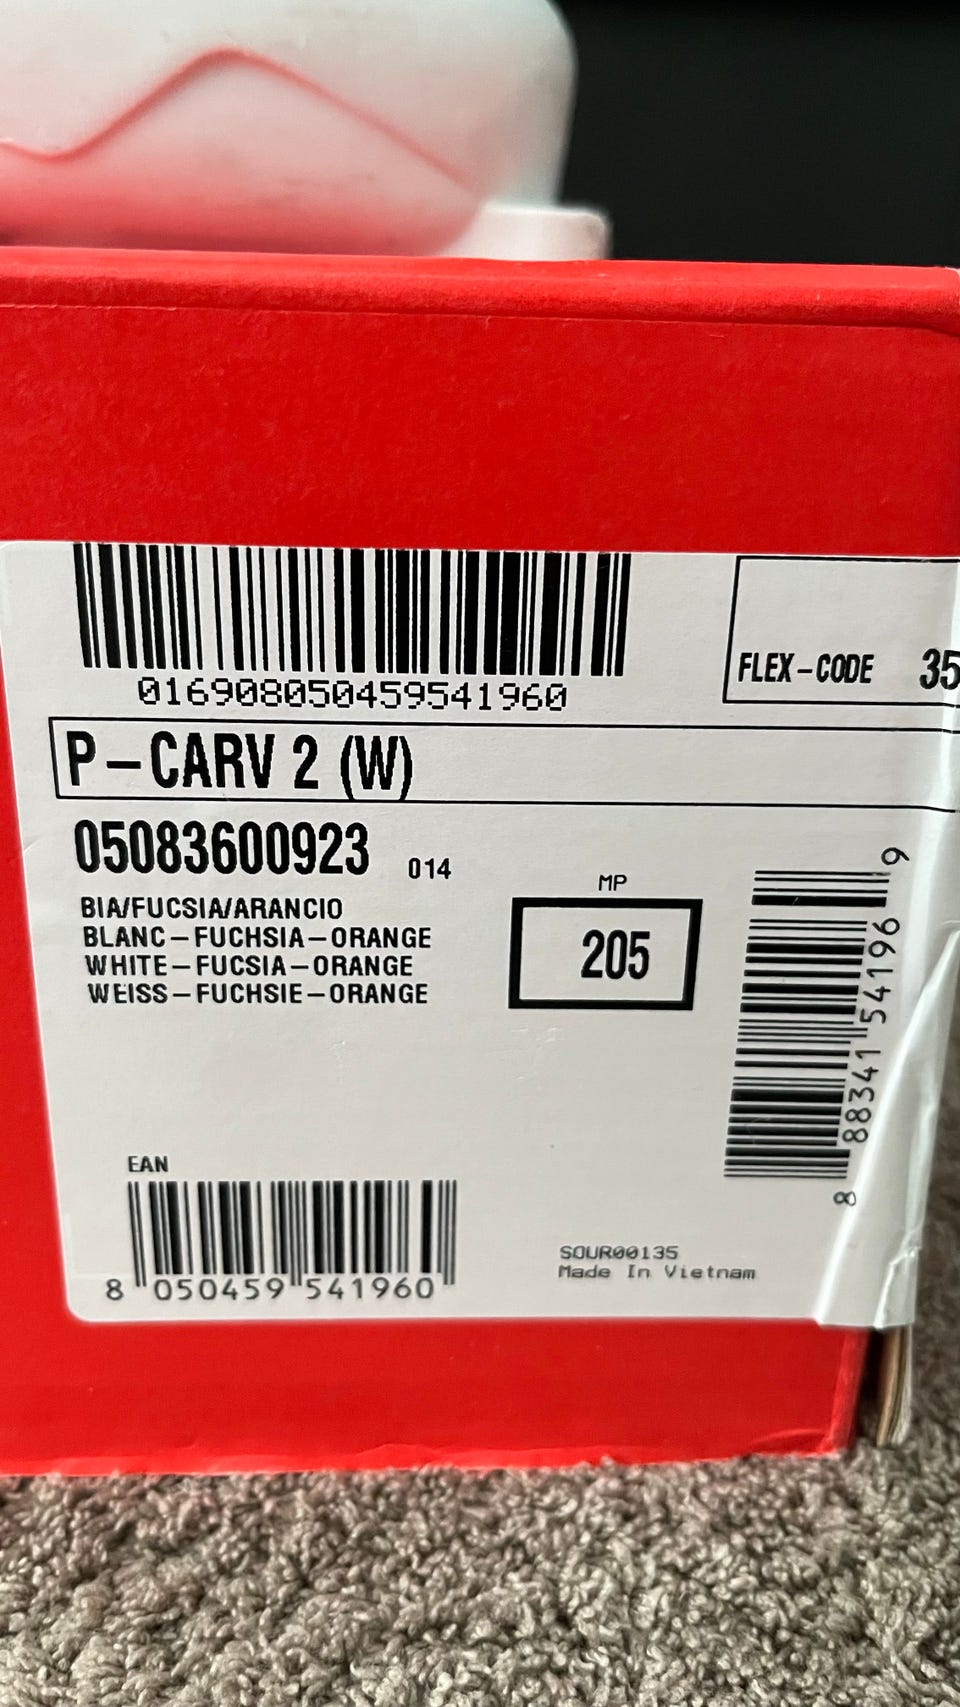 016908050459541960
FLEX-CODE 35
P-CARV 2 (W)
05083600923 014
BIA/FUCSIA/ARANCIO
BLANC-FUCHSIA-ORANGE
WHITE-FUCSIA-ORANGE
WEISS-FUCHSIE-ORANGE
MP
205
8 88341 54196 9
EAN
8 050459 541960
SOUR00135
Made In Vietnam